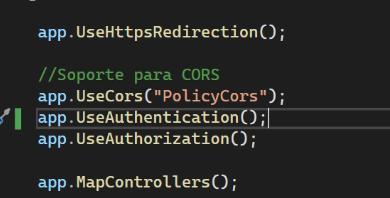 app.UseHttpsRedirection();
//Soporte para CORS
app.UseCors("PolicyCors");
app.UseAuthentication();
app.UseAuthorization();
app.MapControllers();